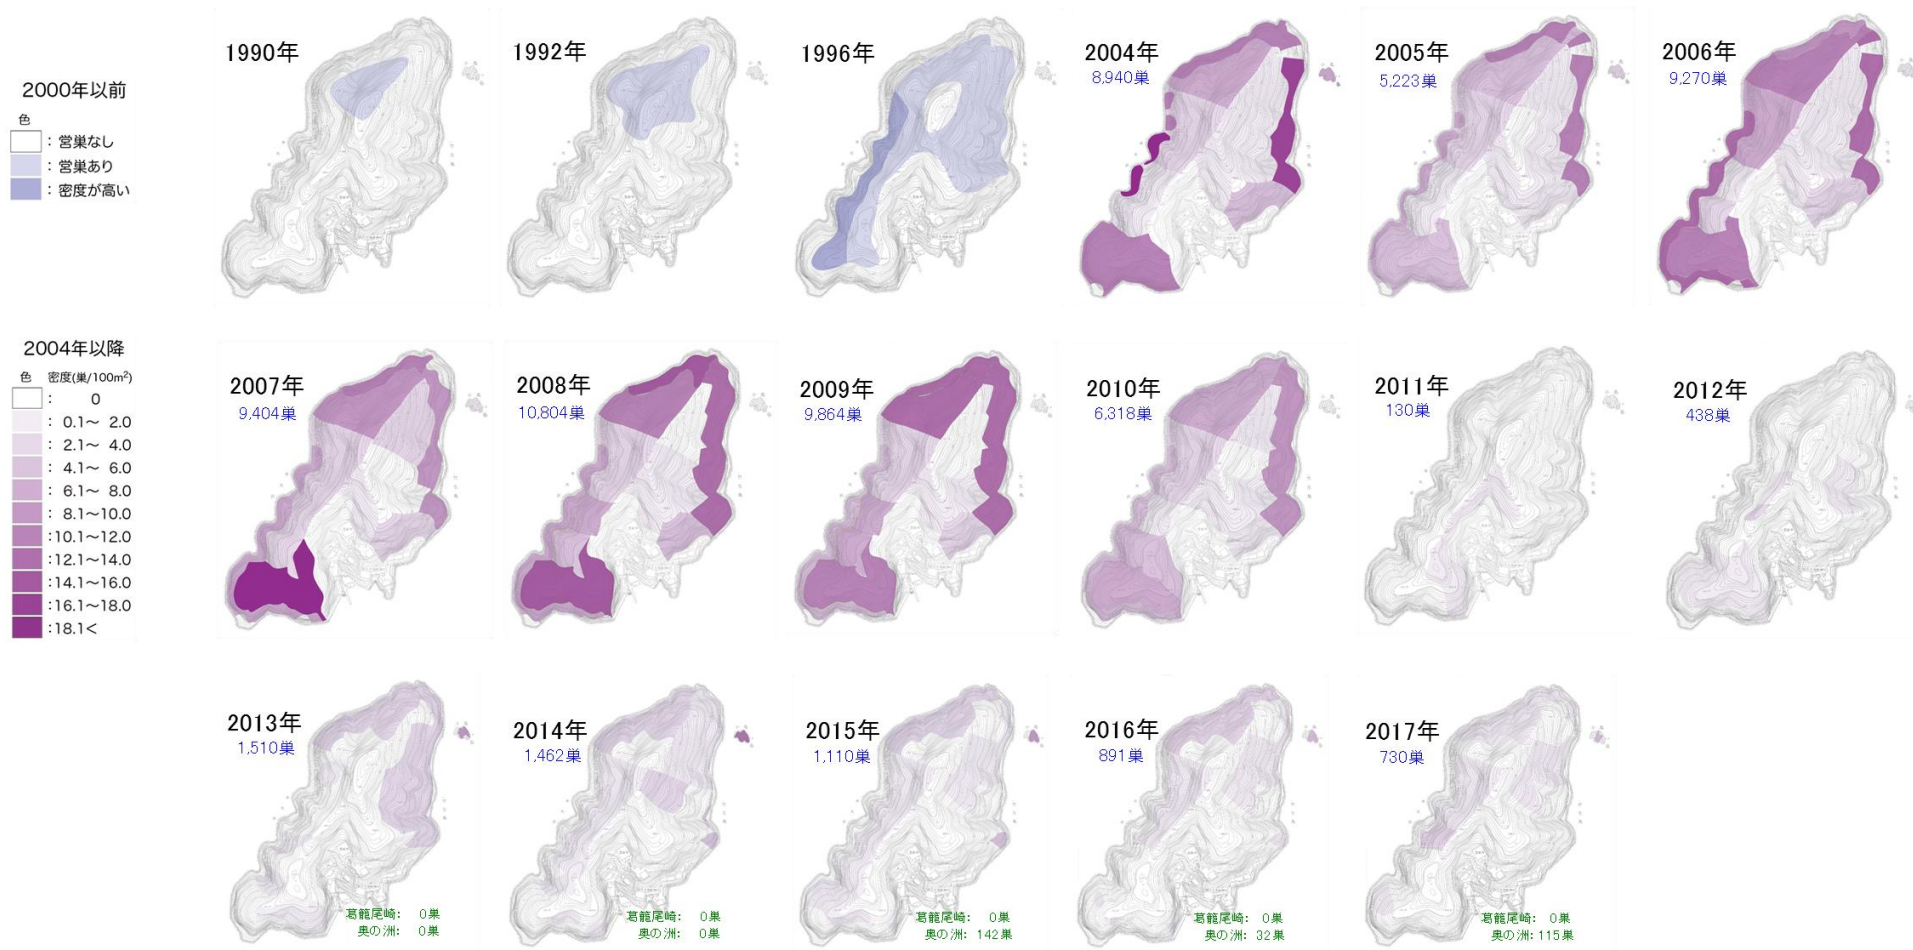 2000年以前
色
: 営巣なし
: 営巣あり
: 密度が高い
1990年
1992年
1996年
2004年
8,940巣
2005年
5,223巣
2006年
9,270巣
2004年以降
色 密度(巣/100m²)
: 0
: 0.1～ 2.0
: 2.1～ 4.0
: 4.1～ 6.0
: 6.1～ 8.0
: 8.1～10.0
:10.1～12.0
:12.1～14.0
:14.1～16.0
:16.1～18.0
:18.1<
2007年
9,404巣
2008年
10,804巣
2009年
9,864巣
2010年
6,318巣
2011年
130巣
2012年
438巣
2013年
1,510巣
葛籠尾崎: 0巣
奥の洲: 0巣
2014年
1,462巣
葛籠尾崎: 0巣
奥の洲: 0巣
2015年
1,110巣
葛籠尾崎: 0巣
奥の洲: 142巣
2016年
891巣
葛籠尾崎: 0巣
奥の洲: 32巣
2017年
730巣
葛籠尾崎: 0巣
奥の洲: 115巣